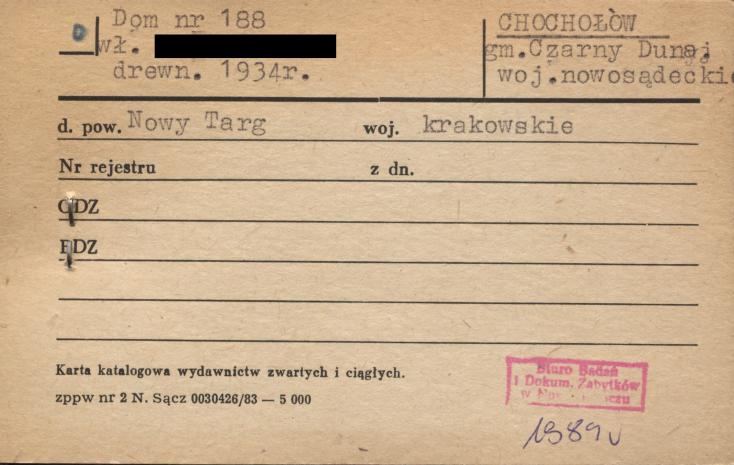 Dom nr 188
wł.
drewn. 1934r.
CHOCHOŁÓW
gm.Czarny Dunaj
woj.nowosądeckie
d. pow. Nowy Targ woj. krakowskie
Nr rejestru z dn.
ODZ
EDZ
Karta katalogowa wydawnictw zwartych i ciągłych.
zppw nr 2 N. Sącz 0030426/83 — 5 000
Biuro Badań
i Dokum. Zabytków
w
1989